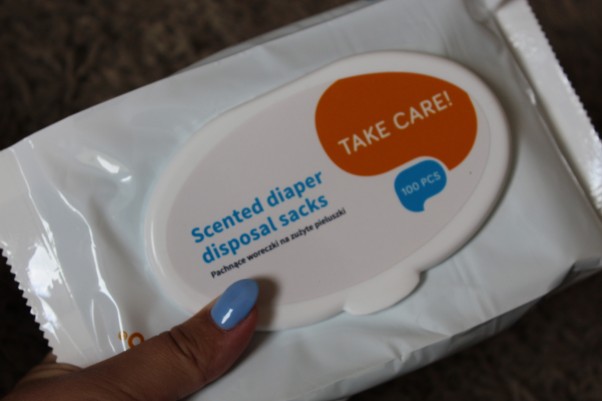 TAKE CARE!
100 PCS
Scented diaper
disposal sacks
Pachnące woreczki na zużyte pieluszki